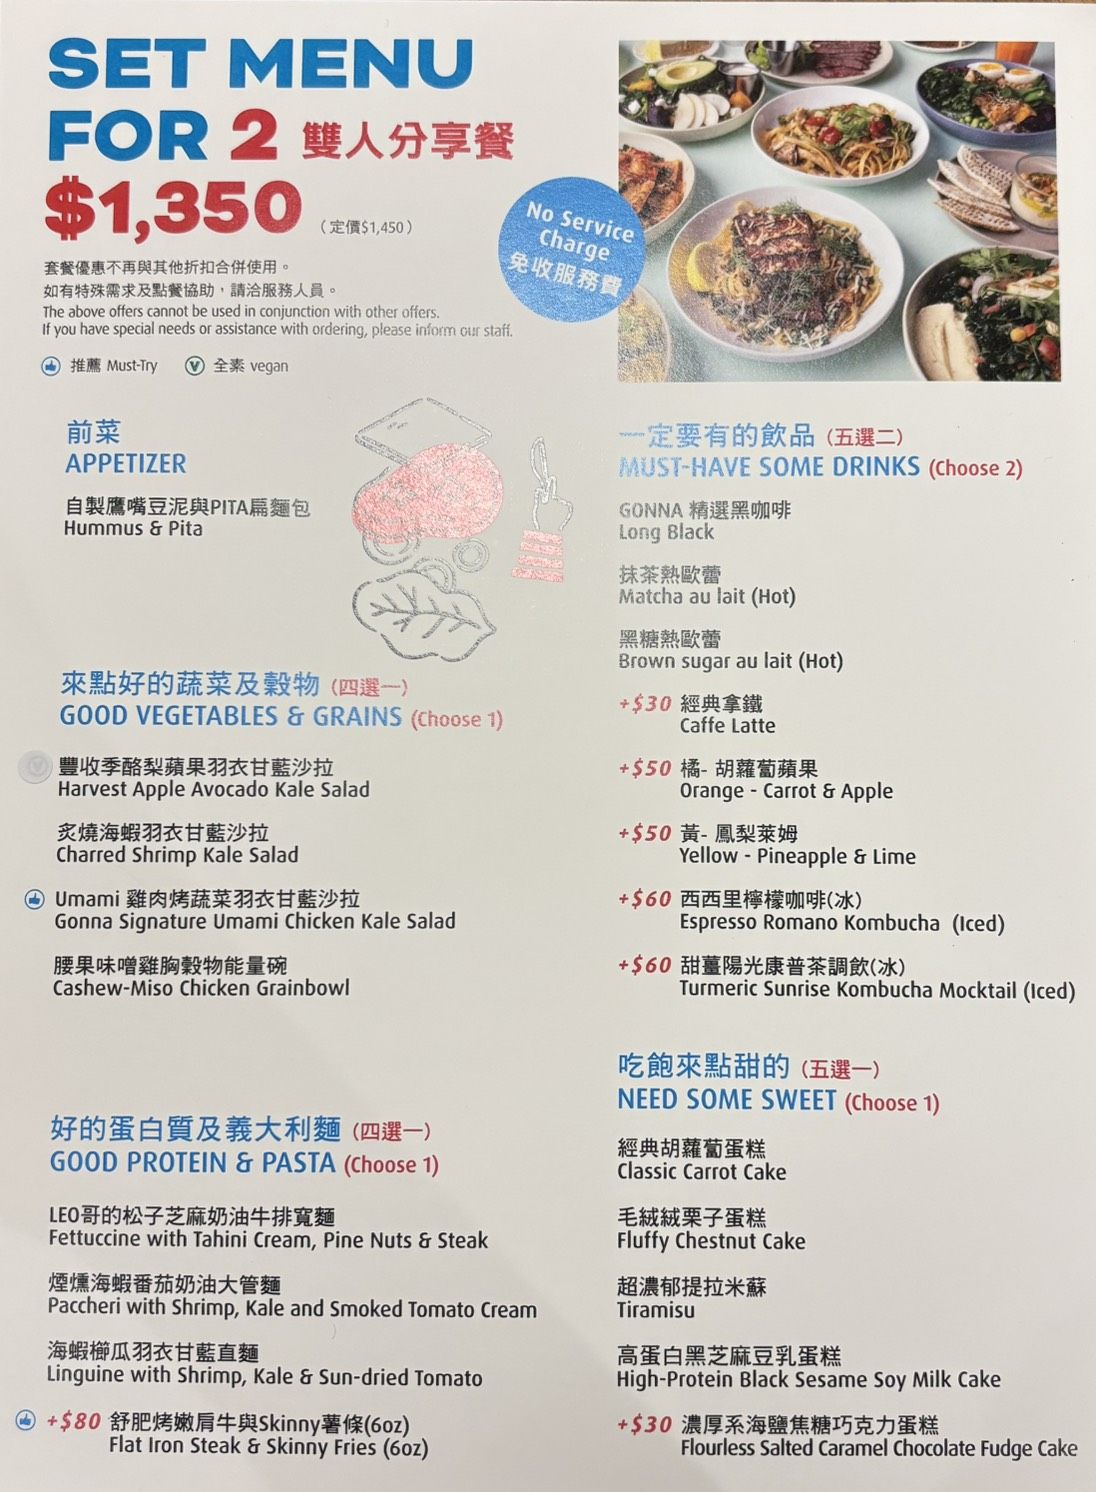 SET MENU
FOR 2 雙人分享餐
$1,350 (定價$1,450)
No Service
Charge
免收服務費
套餐優惠不再與其他折扣合併使用。
如有特殊需求及點餐協助，請洽服務人員。
The above offers cannot be used in conjunction with other offers.
If you have special needs or assistance with ordering, please inform our staff.
推薦 Must-Try V 全素 vegan
前菜
APPETIZER
自製鷹嘴豆泥與PITA扁麵包
Hummus & Pita
來點好的蔬菜及穀物 (四選一)
GOOD VEGETABLES & GRAINS (Choose 1)
V 豐收季酪梨蘋果羽衣甘藍沙拉
Harvest Apple Avocado Kale Salad
炙燒海蝦羽衣甘藍沙拉
Charred Shrimp Kale Salad
Umami 雞肉烤蔬菜羽衣甘藍沙拉
Gonna Signature Umami Chicken Kale Salad
腰果味噌雞胸穀物能量碗
Cashew-Miso Chicken Grainbowl
好的蛋白質及義大利麵 (四選一)
GOOD PROTEIN & PASTA (Choose 1)
LEO哥的松子芝麻奶油牛排寬麵
Fettuccine with Tahini Cream, Pine Nuts & Steak
煙燻海蝦番茄奶油大管麵
Paccheri with Shrimp, Kale and Smoked Tomato Cream
海蝦櫛瓜羽衣甘藍直麵
Linguine with Shrimp, Kale & Sun-dried Tomato
+$80 舒肥烤嫩肩牛與Skinny薯條(6oz)
Flat Iron Steak & Skinny Fries (6oz)
一定要有的飲品 (五選二)
MUST-HAVE SOME DRINKS (Choose 2)
GONNA 精選黑咖啡
Long Black
抹茶熱歐蕾
Matcha au lait (Hot)
黑糖熱歐蕾
Brown sugar au lait (Hot)
+$30 經典拿鐵
Caffe Latte
+$50 橘- 胡蘿蔔蘋果
Orange - Carrot & Apple
+$50 黃- 鳳梨萊姆
Yellow - Pineapple & Lime
+$60 西西里檸檬咖啡(冰)
Espresso Romano Kombucha (Iced)
+$60 甜薑陽光康普茶調飲(冰)
Turmeric Sunrise Kombucha Mocktail (Iced)
吃飽來點甜的 (五選一)
NEED SOME SWEET (Choose 1)
經典胡蘿蔔蛋糕
Classic Carrot Cake
毛絨絨栗子蛋糕
Fluffy Chestnut Cake
超濃郁提拉米蘇
Tiramisu
高蛋白黑芝麻豆乳蛋糕
High-Protein Black Sesame Soy Milk Cake
+$30 濃厚系海鹽焦糖巧克力蛋糕
Flourless Salted Caramel Chocolate Fudge Cake